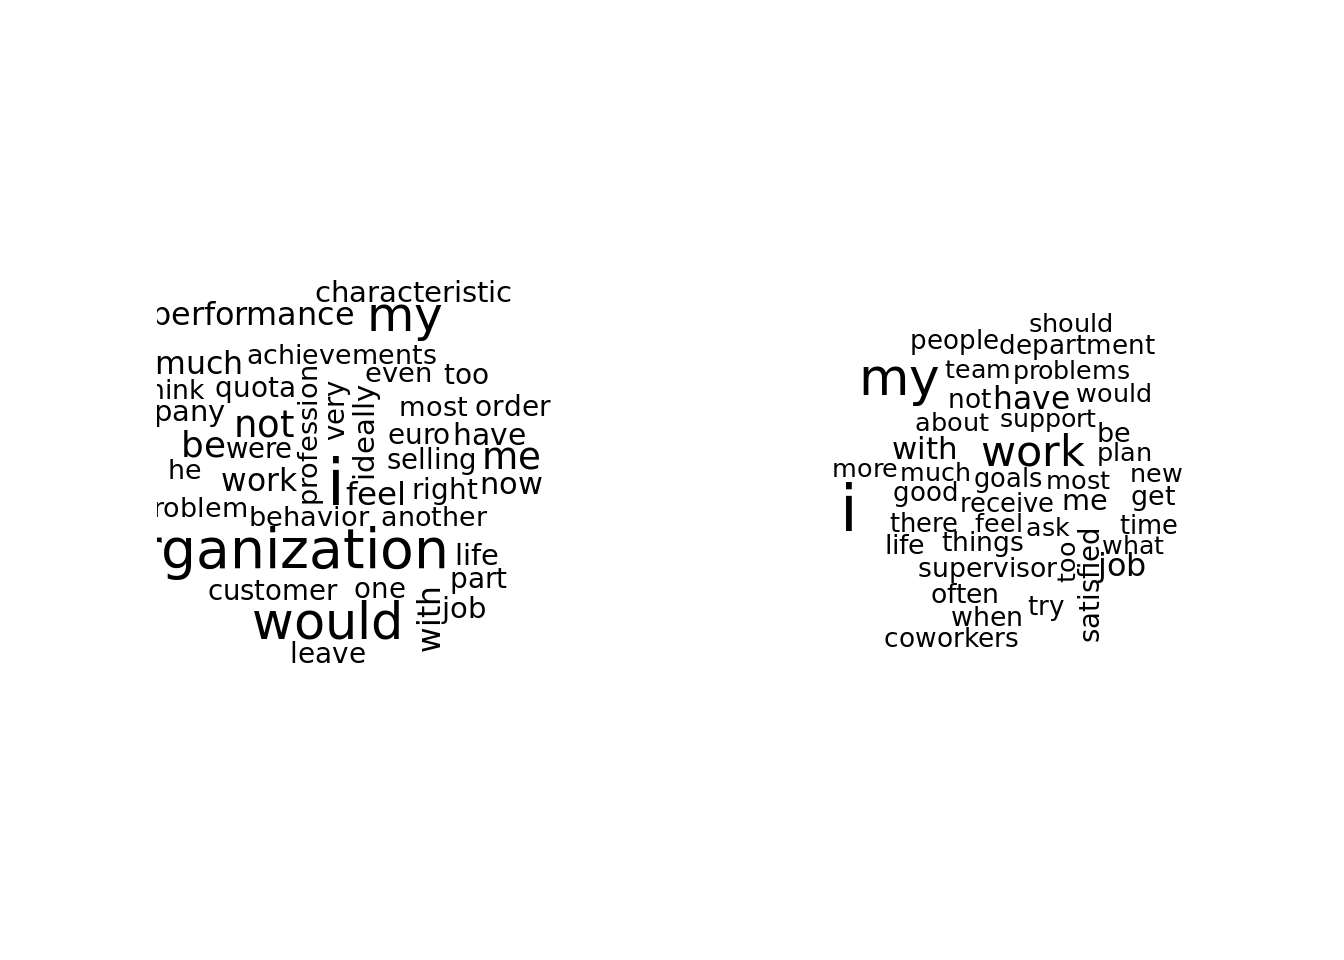 characteristic
performance my
much achievements
hink quota even too
pany profession very ideally most order
not
be were euro have
he work i selling me
feel right now
roblem behavior another
rganization life
customer one part
would with job
leave
should
people department
my team problems
not have would
about support
with work be
plan
more much goals most new
i good receive me get
there feel ask time
life things too satisfied what
supervisor job
often
when try
coworkers